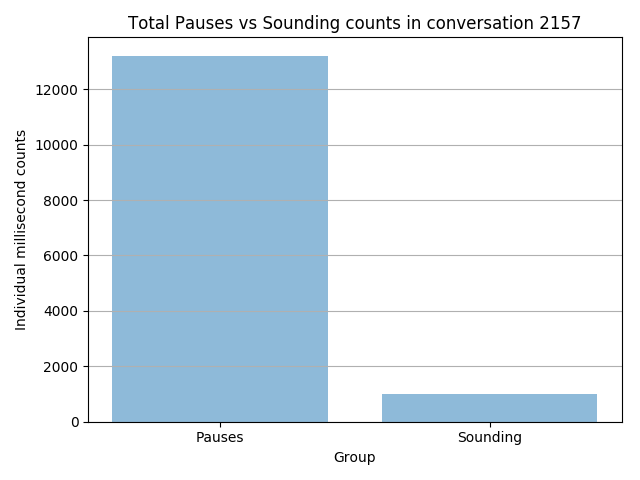 Total Pauses vs Sounding counts in conversation 2157
Individual millisecond counts
12000
10000
8000
6000
4000
2000
0
Pauses
Sounding
Group